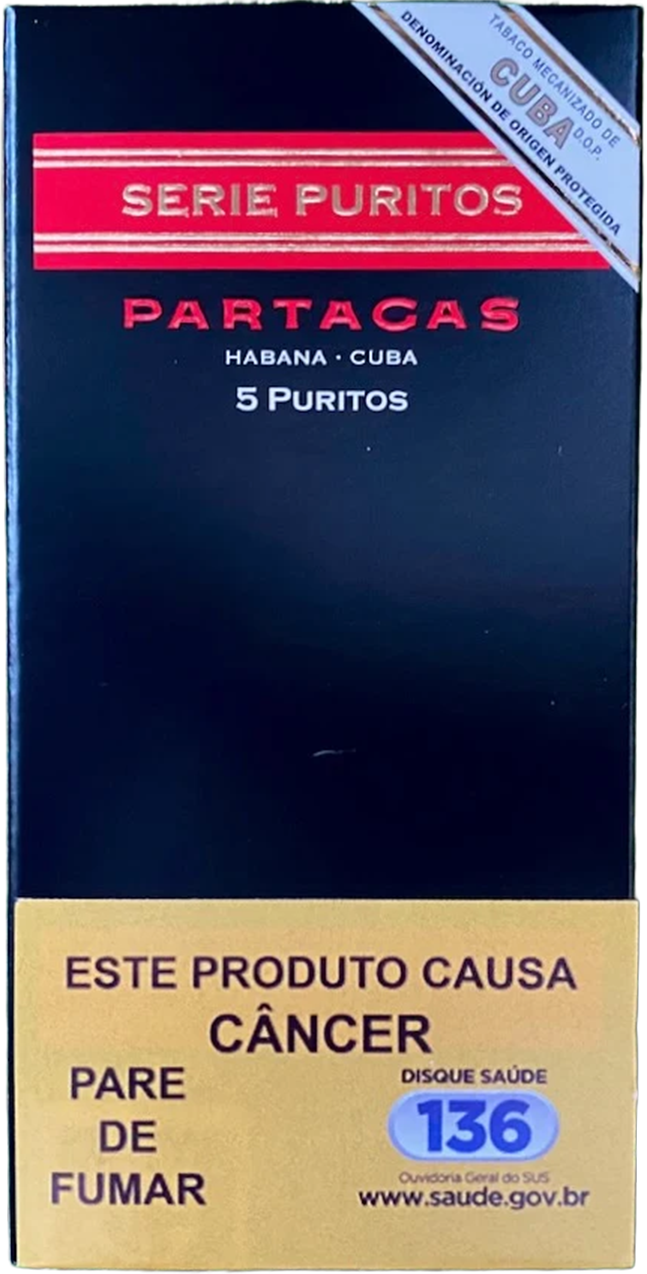 TABACO MECANIZADO DE
CUBA D.O.P.
DENOMINACIÓN DE ORIGEN PROTEGIDA
SERIE PURITOS
PARTAGAS
HABANA · CUBA
5 PURITOS
ESTE PRODUTO CAUSA
CÂNCER
PARE
DE
FUMAR
DISQUE SAÚDE
136
Ouvidoria Geral do SUS
www.saude.gov.br